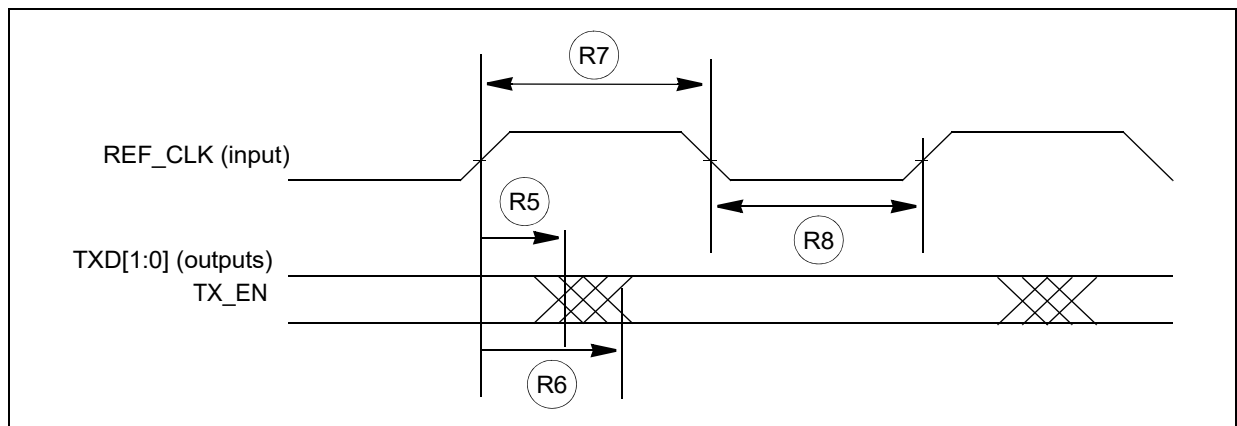 R7
REF_CLK (input)
R5
R8
TXD[1:0] (outputs)
TX_EN
R6